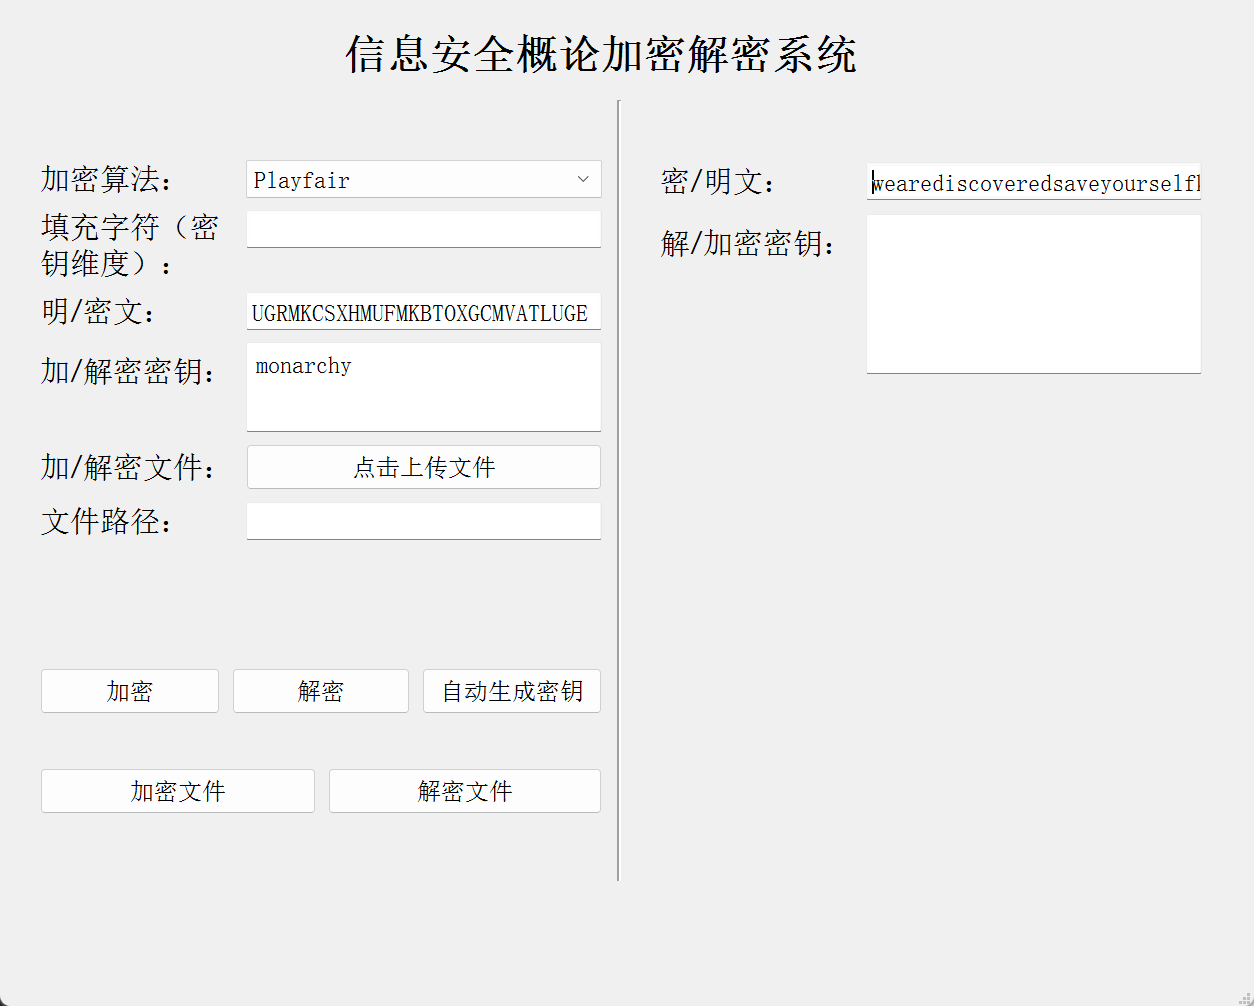 信息安全概论加密解密系统
加密算法：
Playfair
填充字符（密
钥维度）：
明/密文：
UGRMKCSXHMUFMKBTOXGCMVATLUGE
加/解密密钥：
monarchy
加/解密文件：
点击上传文件
文件路径：
加密
解密
自动生成密钥
加密文件
解密文件
密/明文：
wearediscoveredsaveyourself
解/加密密钥：